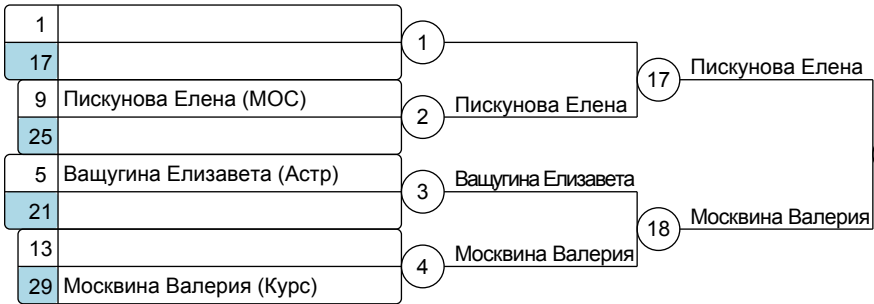 1
1
17
17
Пискунова Елена
9 Пискунова Елена (МОС)
2
Пискунова Елена
25
5 Ващугина Елизавета (Астр)
3
Ващугина Елизавета
21
18
Москвина Валерия
13
4
Москвина Валерия
29 Москвина Валерия (Курс)